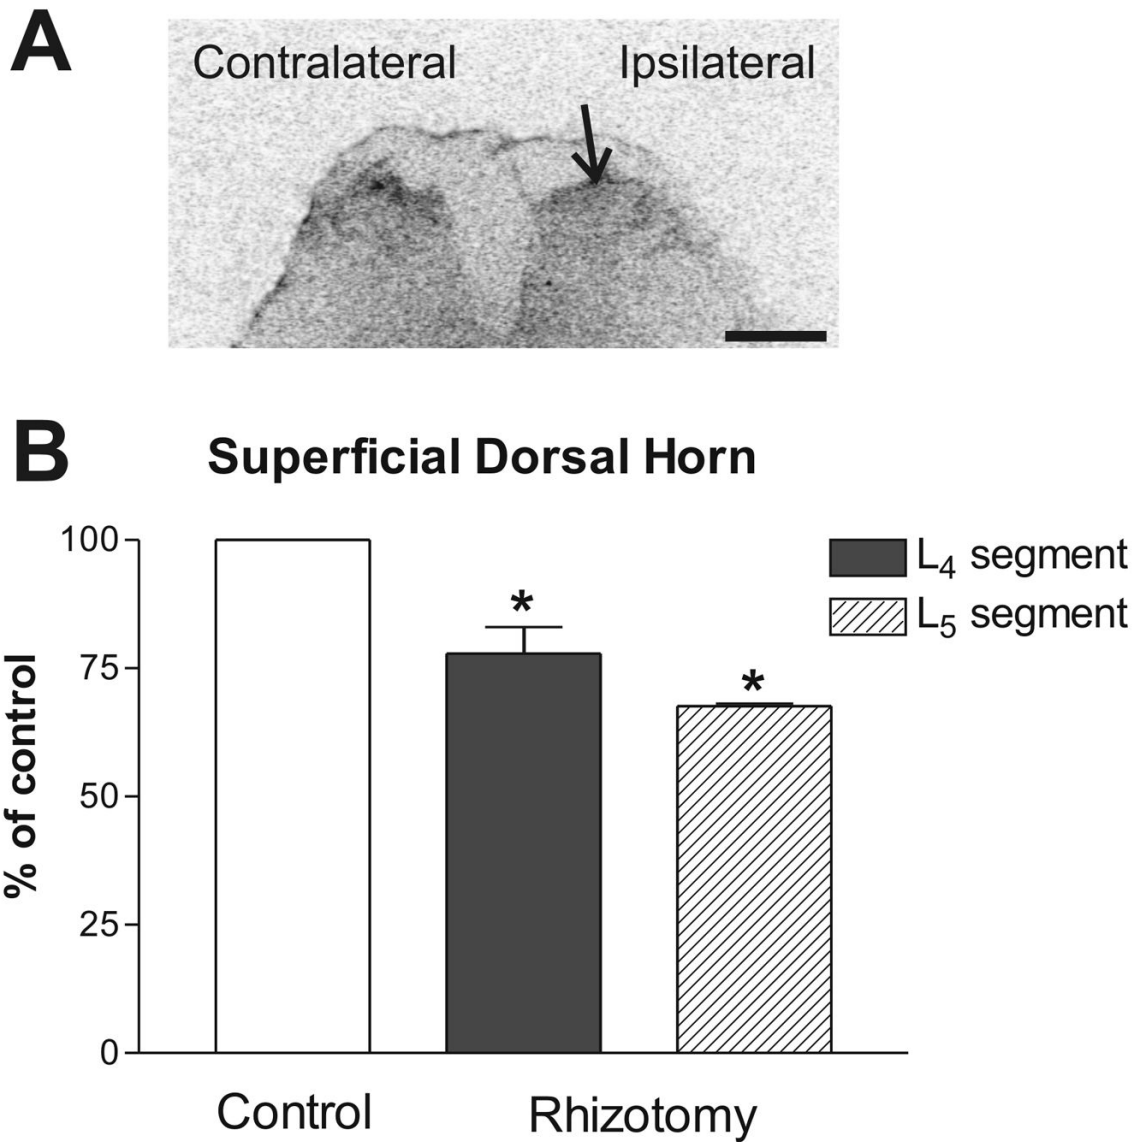 A
Contralateral Ipsilateral
B
Superficial Dorsal Horn
100
75
50
25
0
% of control
*
*
L4 segment
L5 segment
Control Rhizotomy